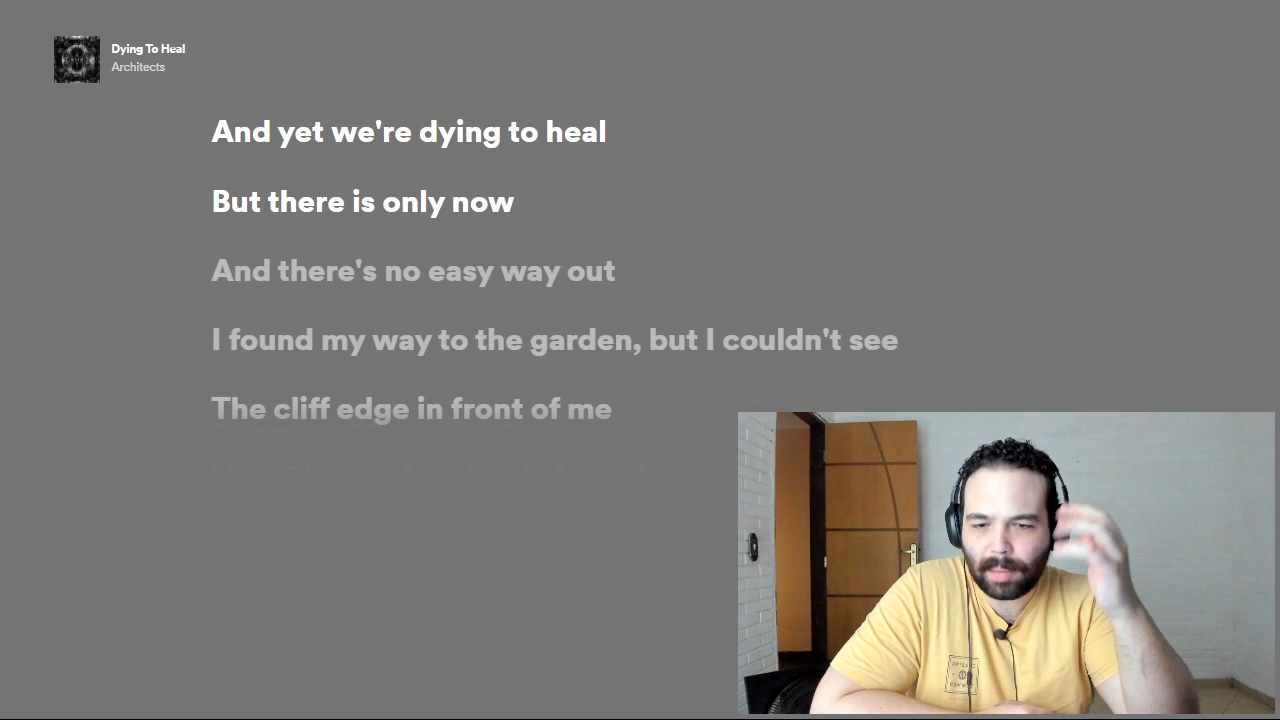 Dying To Heal
Architects
And yet we're dying to heal
But there is only now
And there's no easy way out
I found my way to the garden, but I couldn't see
The cliff edge in front of me